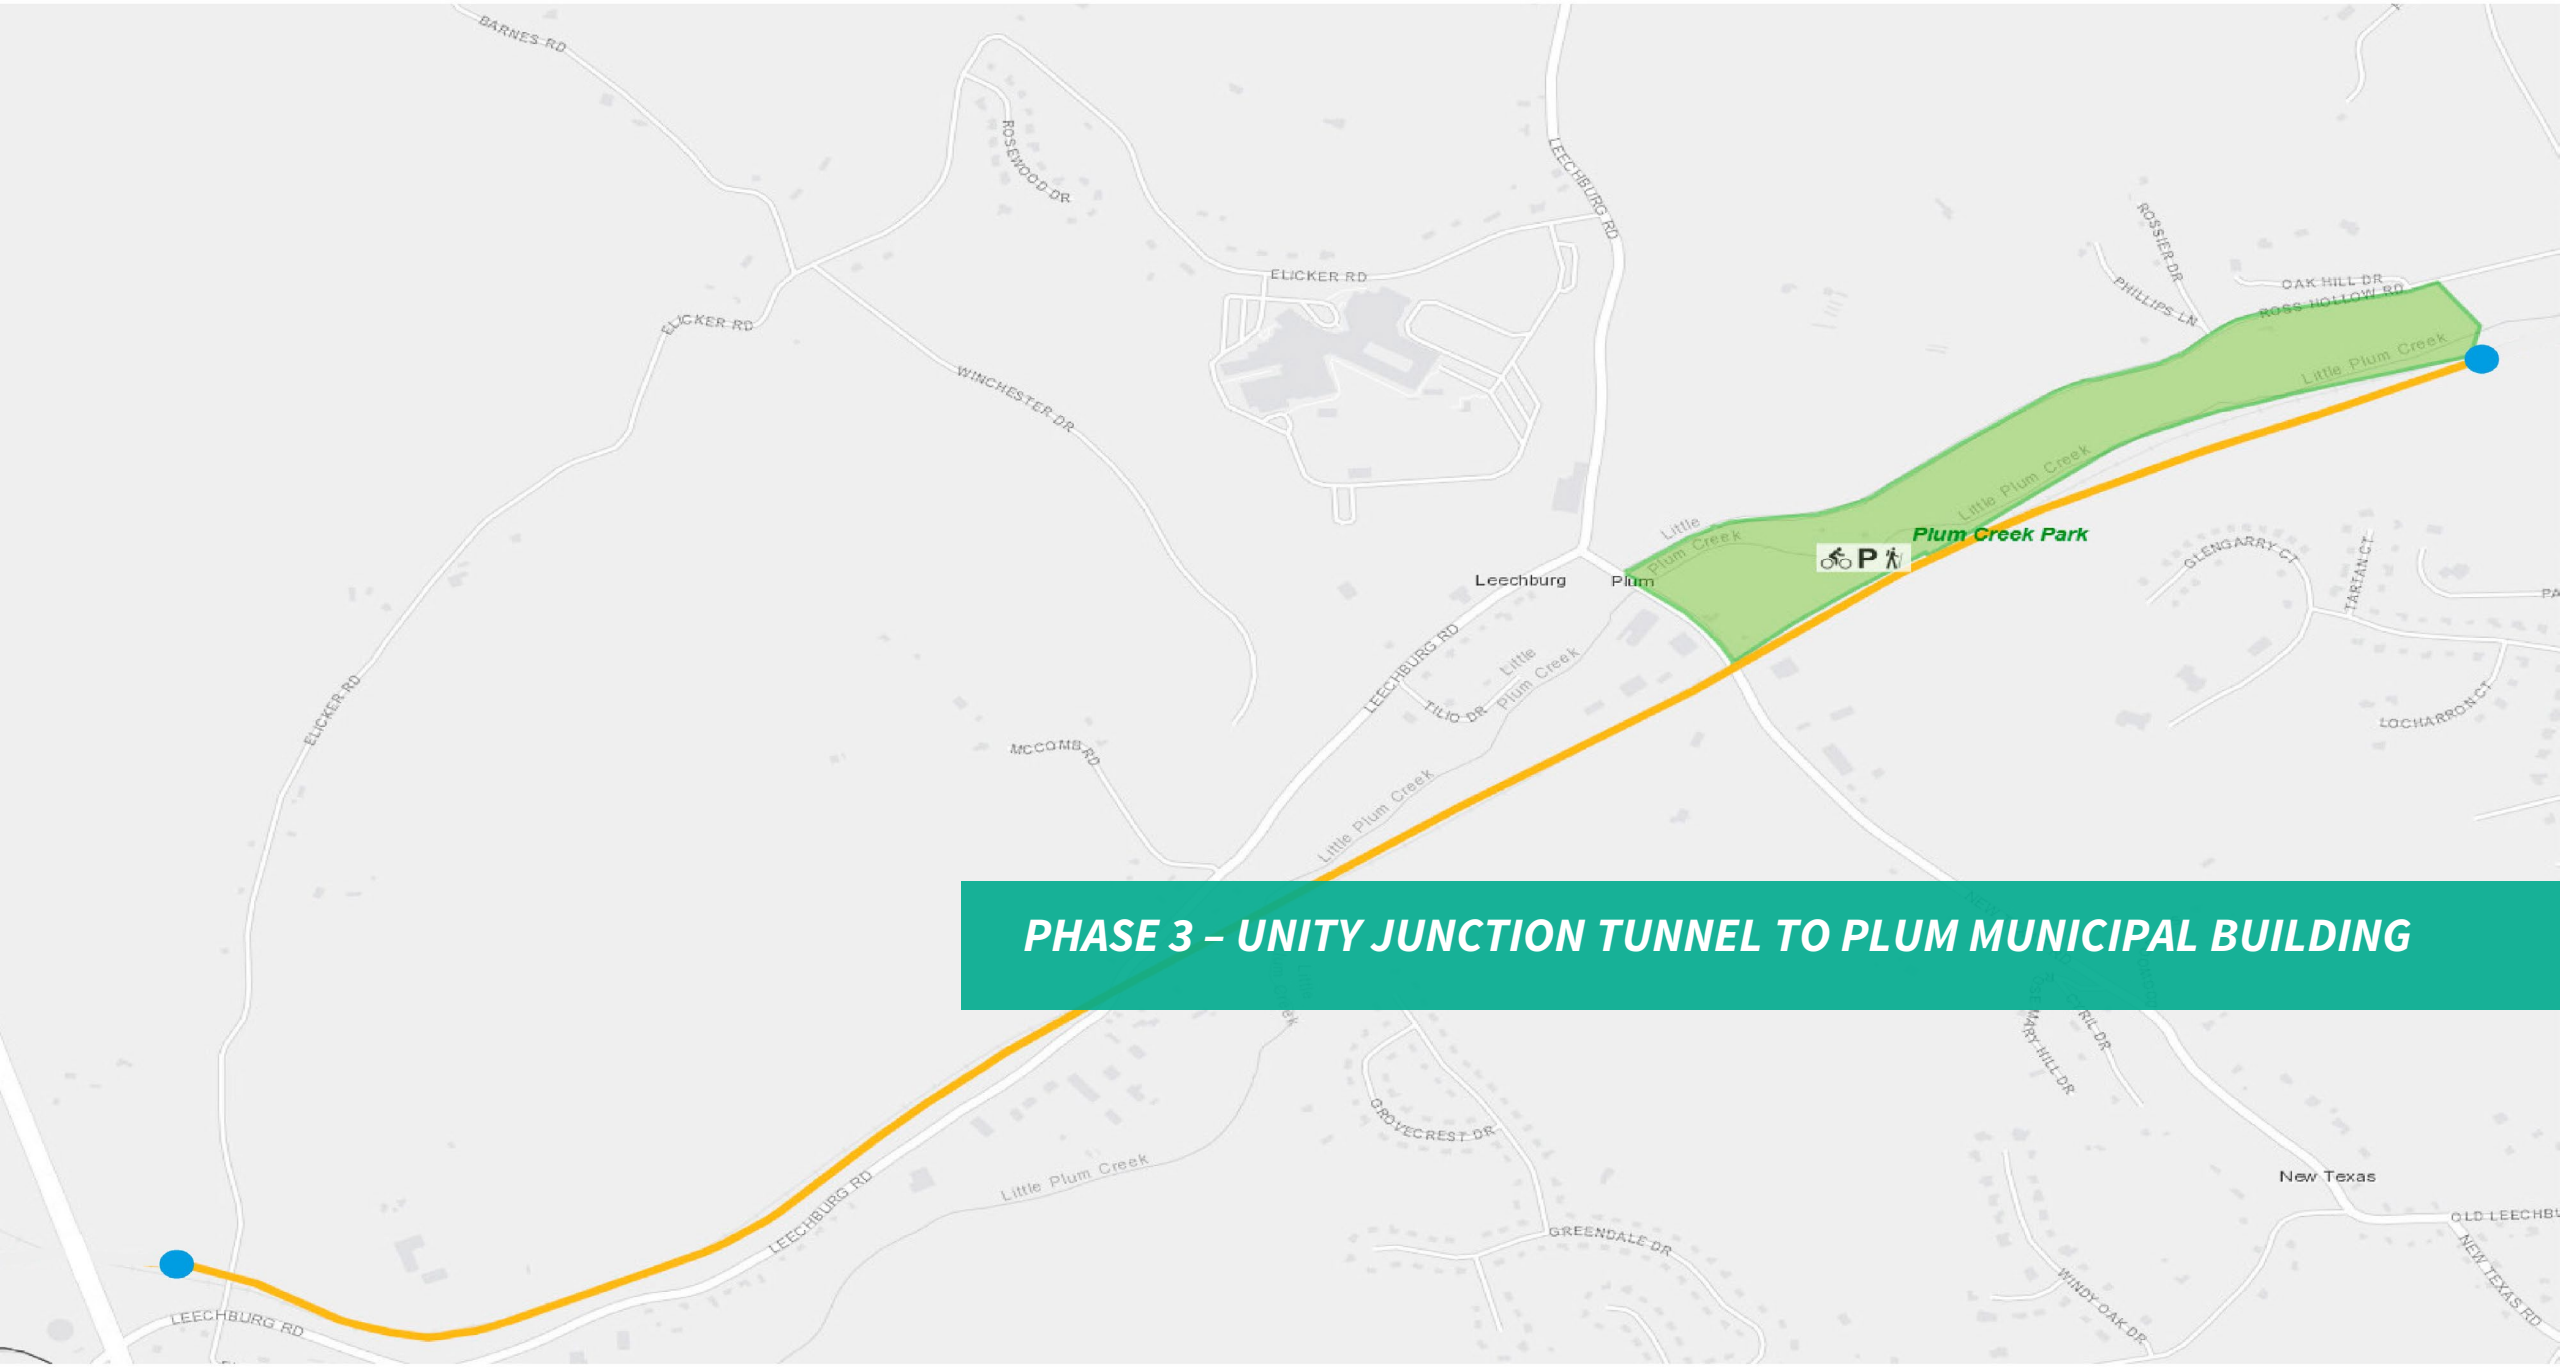 BARNES RD
ROSEWOOD DR
LEECHBURG RD
ELICKER RD
ELICKER RD
WINCHESTER DR
ROSSIER DR
PHILLIPS LN
OAK HILL DR
ROSS HOLLOW RD
Little Plum Creek
Little Plum Creek
Little
Plum Creek
Plum Creek Park
P
Leechburg
Plum
GLENGARRY CT
TARTAN CT
PA
LOCHARRON CT
LEECHBURG RD
TILIO DR
Little
Plum Creek
ELICKER RD
MCCOMB RD
Little Plum Creek
PHASE 3 – UNITY JUNCTION TUNNEL TO PLUM MUNICIPAL BUILDING
CYRIL DR
GROVECREST DR
Little Plum Creek
LEECHBURG RD
New Texas
OLD LEECHBU
GREENDALE DR
NEW TEXAS RD
WINDY OAK DR
LEECHBURG RD